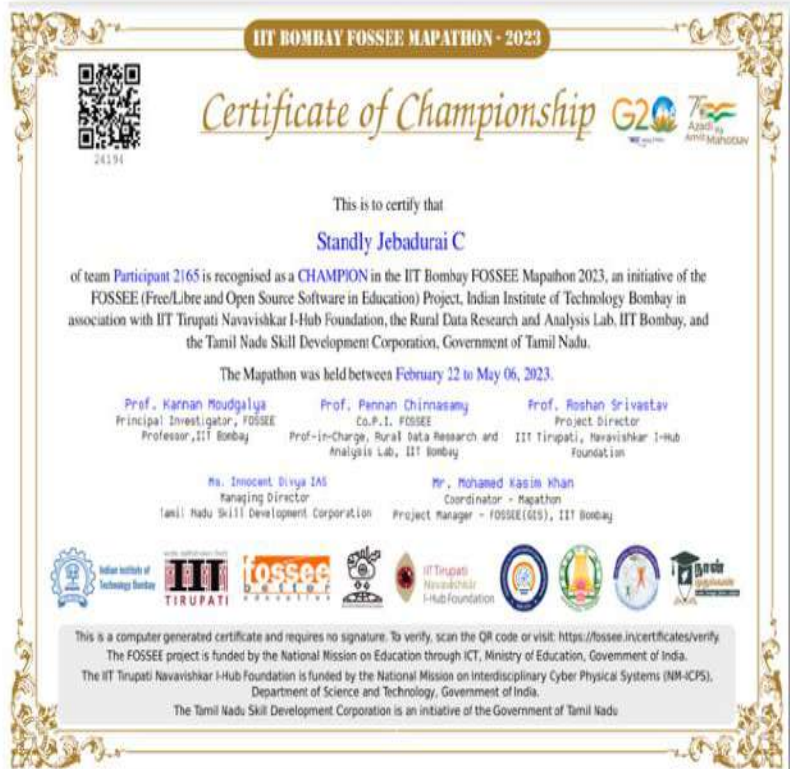 IIT BOMBAY FOSSEE MAPATHON - 2023
Certificate of Championship
G20
75
Azadi Ka
Amrit Mahotsav
24194
This is to certify that
Standly Jebadurai C
of team Participant 2165 is recognised as a CHAMPION in the IIT Bombay FOSSEE Mapathon 2023, an initiative of the
FOSSEE (Free/Libre and Open Source Software in Education) Project, Indian Institute of Technology Bombay in
association with IIT Tirupati Navavishkar I-Hub Foundation, the Rural Data Research and Analysis Lab, IIT Bombay, and
the Tamil Nadu Skill Development Corporation, Government of Tamil Nadu.
The Mapathon was held between February 22 to May 06, 2023.
Prof. Kannan Moudgalya
Principal Investigator, FOSSEE
Professor,IIT Bombay
Prof. Pennan Chinnasamy
Co.P.I. FOSSEE
Prof-in-Charge, Rural Data Research and
Analysis Lab, IIT Bombay
Prof. Roshan Srivastav
Project Director
IIT Tirupati, Navavishkar I-Hub
Foundation
Ms. Innocent Divya IAS
Managing Director
Tamil Nadu Skill Development Corporation
Mr. Mohamed Kasim Khan
Coordinator - Mapathon
Project Manager - FOSSEE(GIS), IIT Bombay
Indian Institute of
Technology Bombay
IIT
TIRUPATI
fossee
better
education
IIT Tirupati
Navavishkar
I-Hub Foundation
நான்
முதல்வன்
This is a computer generated certificate and requires no signature. To verify, scan the QR code or visit: https://fossee.in/certificates/verify.
The FOSSEE project is funded by the National Mission on Education through ICT, Ministry of Education, Government of India.
The IIT Tirupati Navavishkar I-Hub Foundation is funded by the National Mission on Interdisciplinary Cyber Physical Systems (NM-ICPS),
Department of Science and Technology, Government of India.
The Tamil Nadu Skill Development Corporation is an initiative of the Government of Tamil Nadu